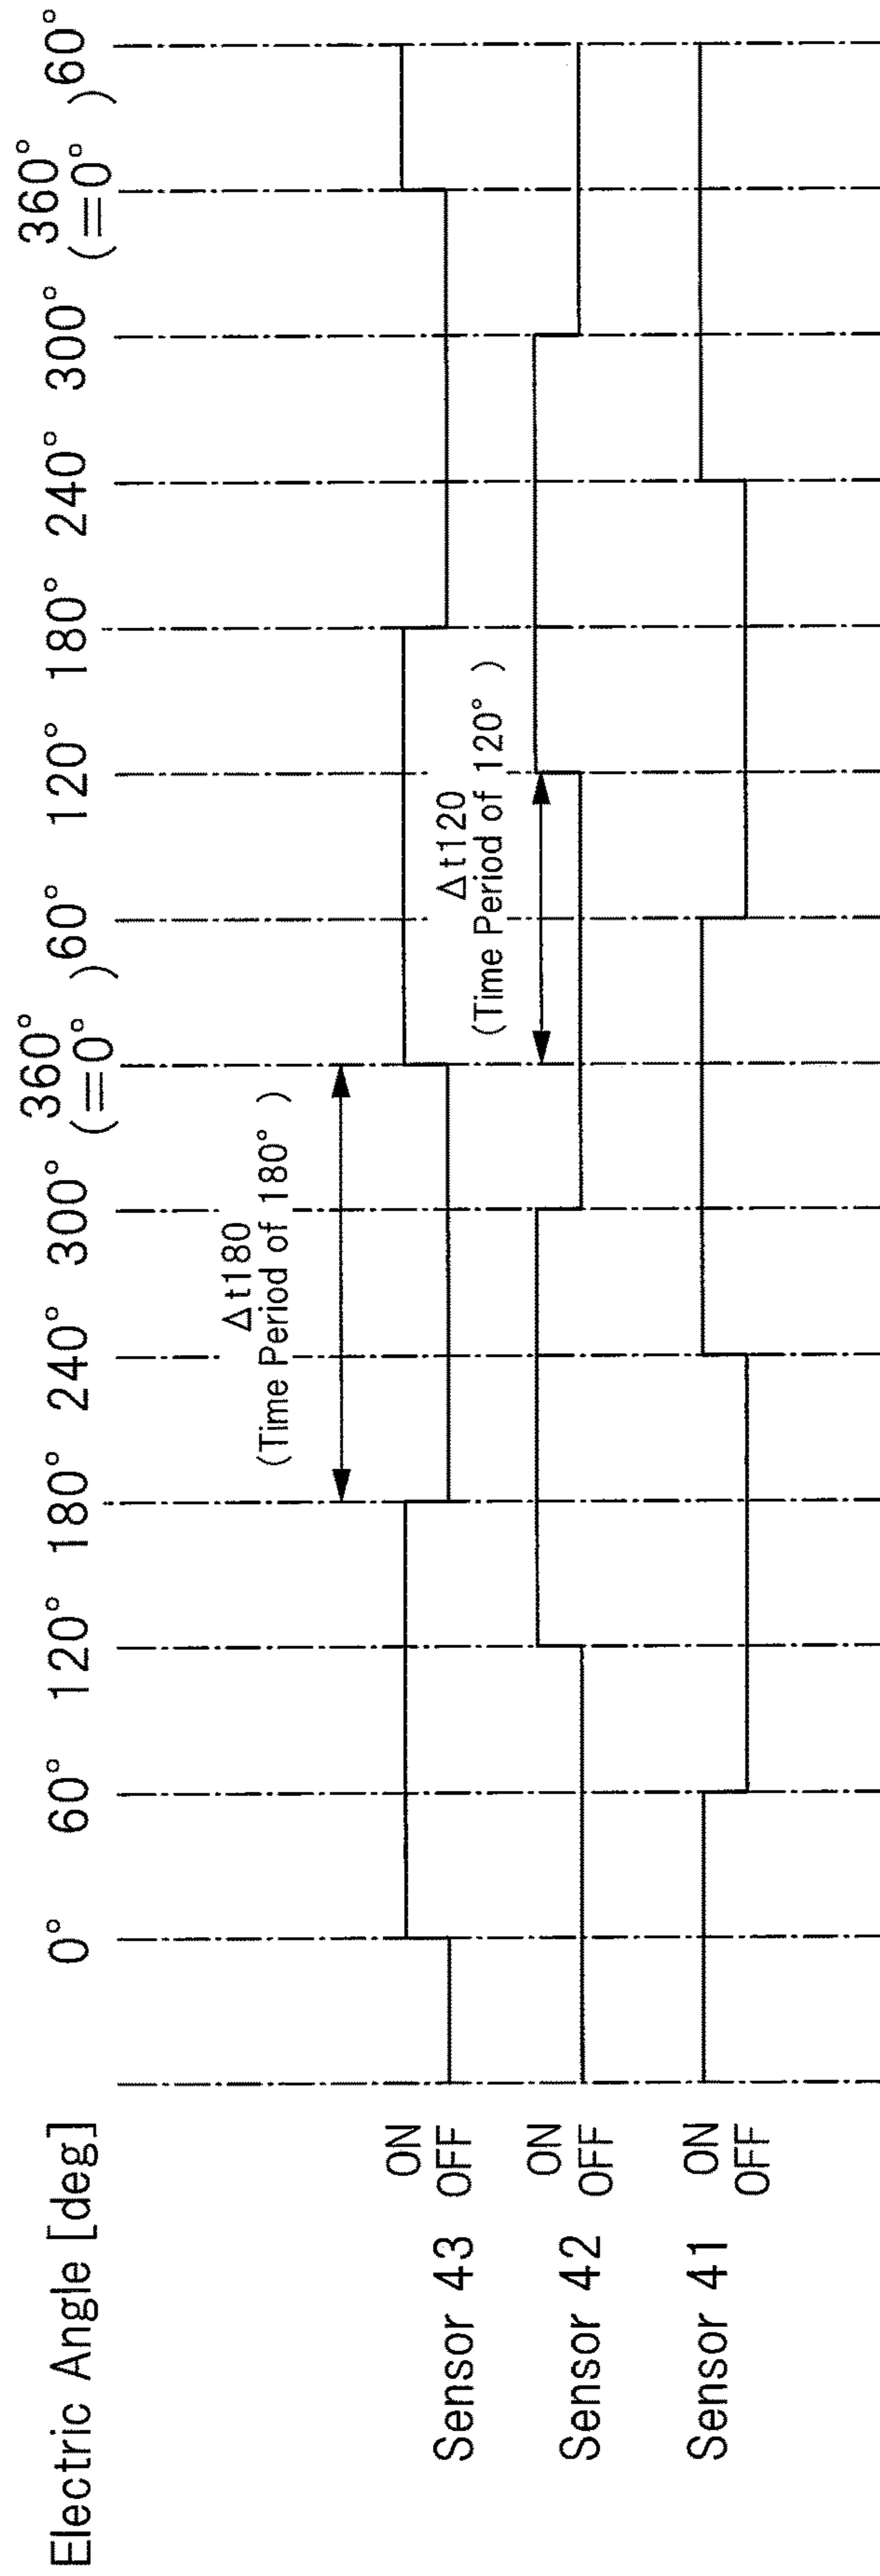 Electric Angle [deg]
0° 60° 120° 180° 240° 300° 360° (=0°) 60° 120° 180° 240° 300° 360° (=0°) 60°
Δt180
(Time Period of 180°)
Δt120
(Time Period of 120°)
Sensor 43 ON
OFF
Sensor 42 ON
OFF
Sensor 41 ON
OFF